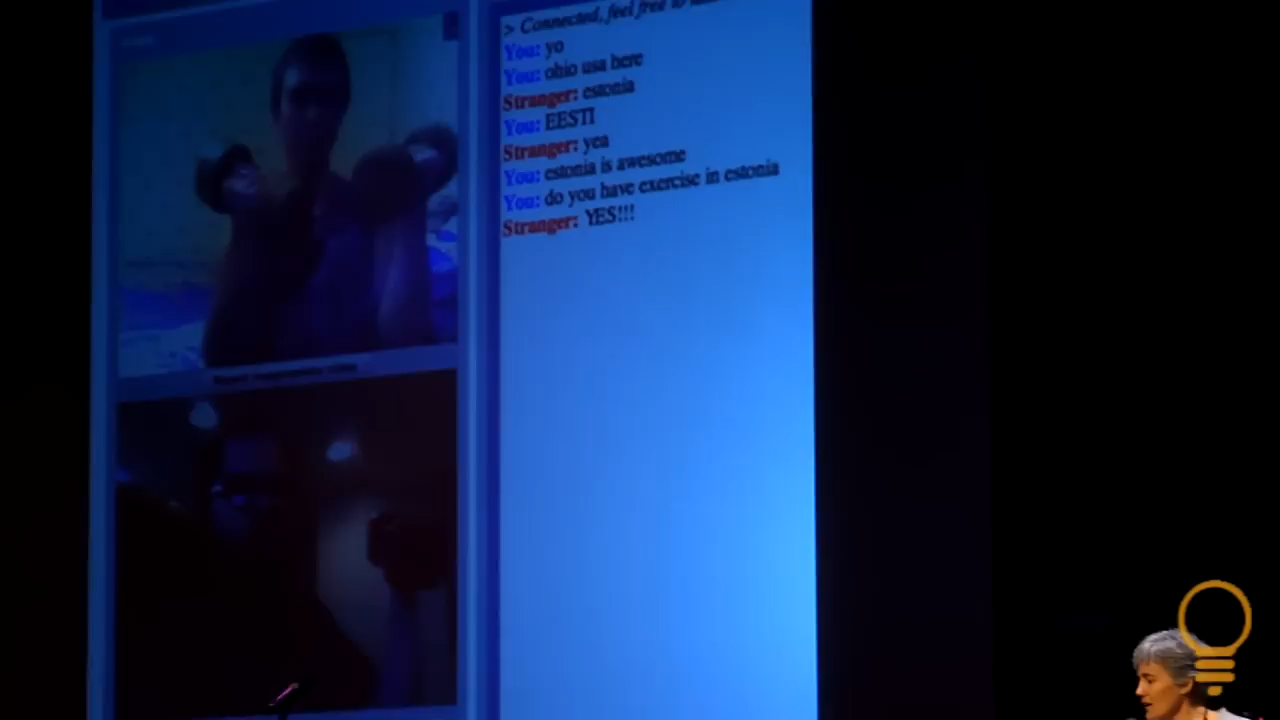 > Connected, feel free to
You: yo
You: ohio usa here
Stranger: estonia
You: EESTI
Stranger: yea
You: estonia is awesome
You: do you have exercise in estonia
Stranger: YES!!!